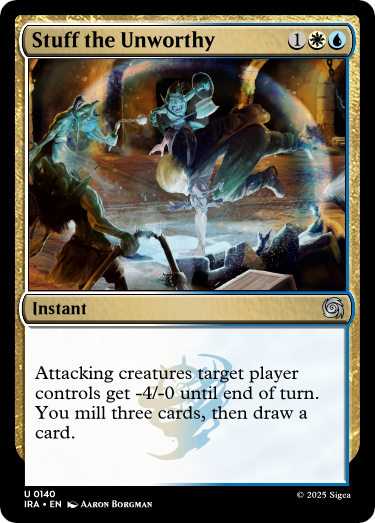 Stuff the Unworthy 1
Instant
Attacking creatures target player
controls get -4/-0 until end of turn.
You mill three cards, then draw a
card.
U 0140
IRA • EN Aaron Borgman
© 2025 Sigea